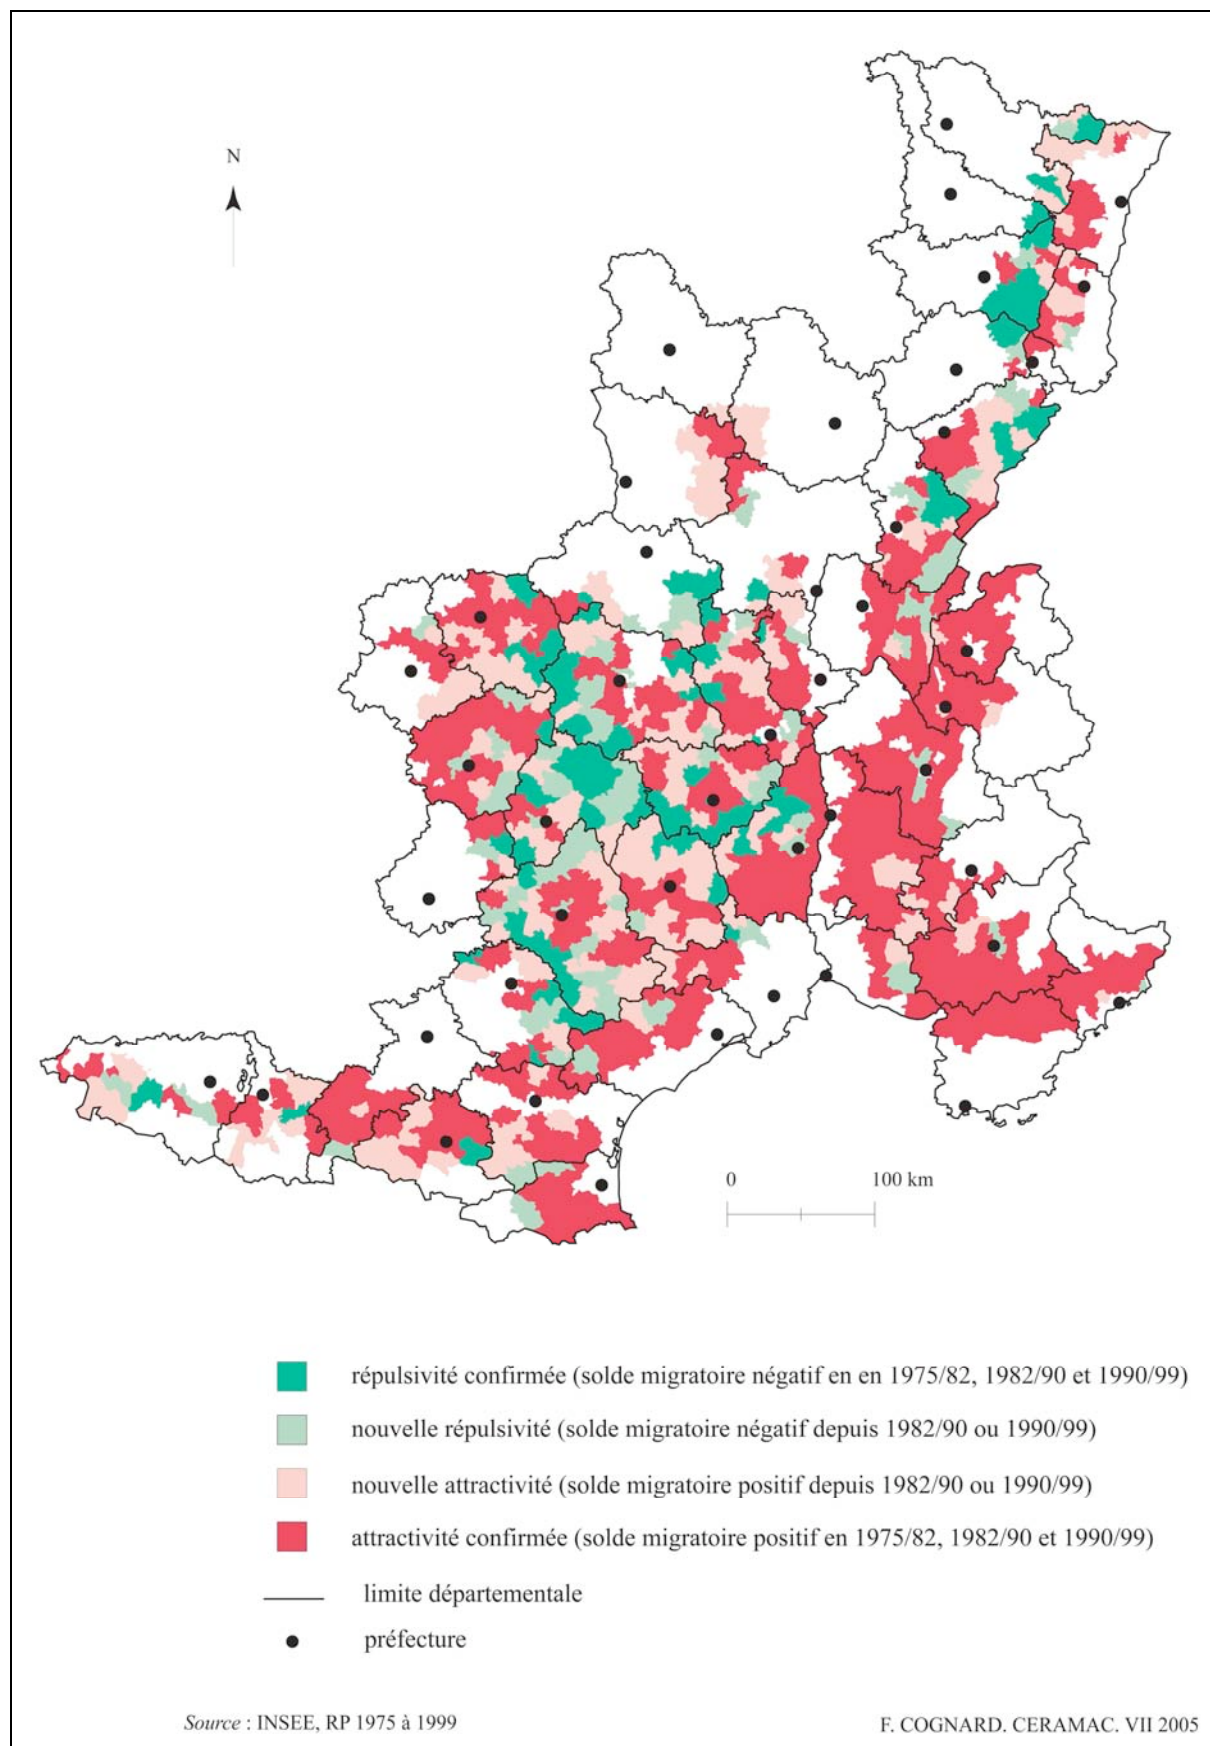 N
0 100 km
répulsivité confirmée (solde migratoire négatif en en 1975/82, 1982/90 et 1990/99)
nouvelle répulsivité (solde migratoire négatif depuis 1982/90 ou 1990/99)
nouvelle attractivité (solde migratoire positif depuis 1982/90 ou 1990/99)
attractivité confirmée (solde migratoire positif en 1975/82, 1982/90 et 1990/99)
limite départementale
préfecture
Source : INSEE, RP 1975 à 1999 F. COGNARD. CERAMAC. VII 2005